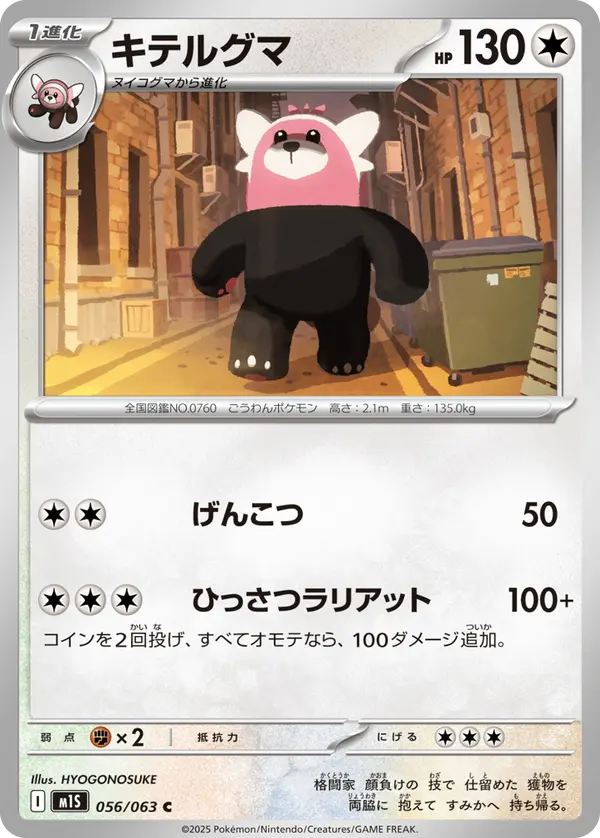 1進化
キテルグマ
HP 130
ヌイコグマから進化
全国図鑑NO.0760 ごうわんポケモン 高さ:2.1m 重さ:135.0kg
げんこつ 50
ひっさつラリアット 100+
コインを2回投げ、すべてオモテなら、100ダメージ追加。
弱点 ×2 抵抗力 にげる
Illus. HYOGONOSUKE
I M1S 056/063 C
格闘家 顔負けの 技で 仕留めた 獲物を
両脇に 抱えて すみかへ 持ち帰る。
©2025 Pokémon/Nintendo/Creatures/GAME FREAK.